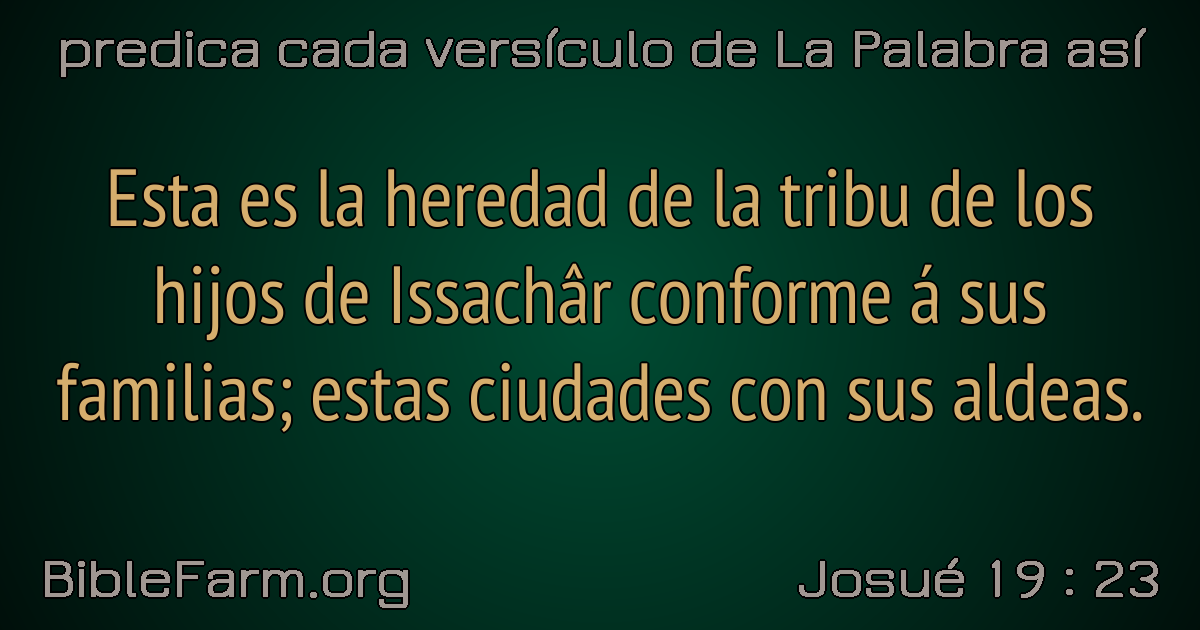 predica cada versículo de La Palabra así
Esta es la heredad de la tribu de los
hijos de Issachâr conforme á sus
familias; estas ciudades con sus aldeas.
BibleFarm.org
Josué 19 : 23